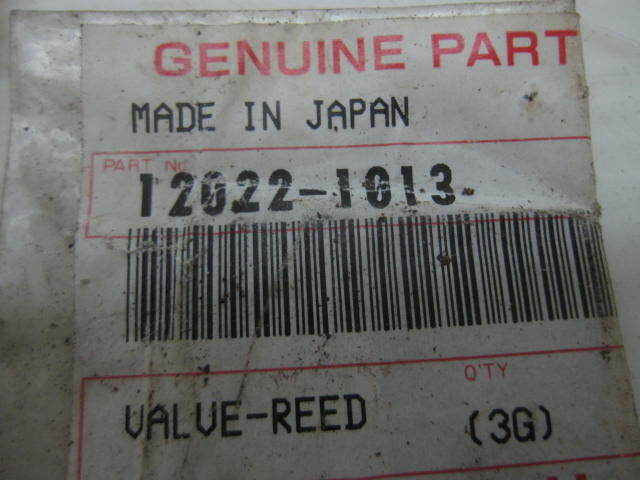 GENUINE PART
MADE IN JAPAN
PART No.
12022-1013
Q'TY
VALVE-REED (3G)